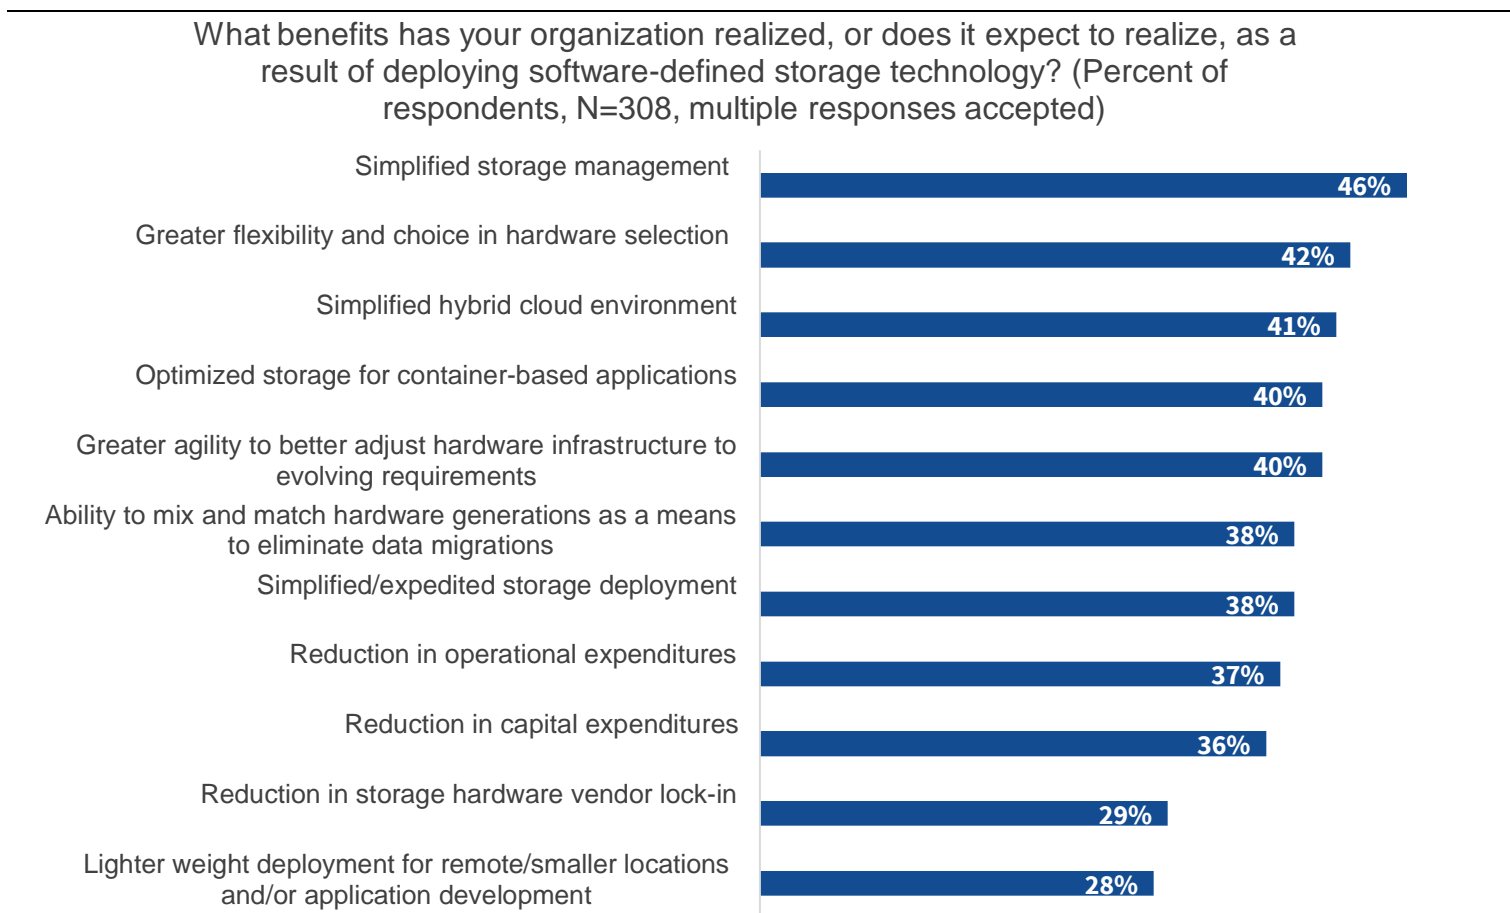 What benefits has your organization realized, or does it expect to realize, as a
result of deploying software-defined storage technology? (Percent of
respondents, N=308, multiple responses accepted)
Simplified storage management
46%
Greater flexibility and choice in hardware selection
42%
Simplified hybrid cloud environment
41%
Optimized storage for container-based applications
40%
Greater agility to better adjust hardware infrastructure to
evolving requirements
40%
Ability to mix and match hardware generations as a means
to eliminate data migrations
38%
Simplified/expedited storage deployment
38%
Reduction in operational expenditures
37%
Reduction in capital expenditures
36%
Reduction in storage hardware vendor lock-in
29%
Lighter weight deployment for remote/smaller locations
and/or application development
28%